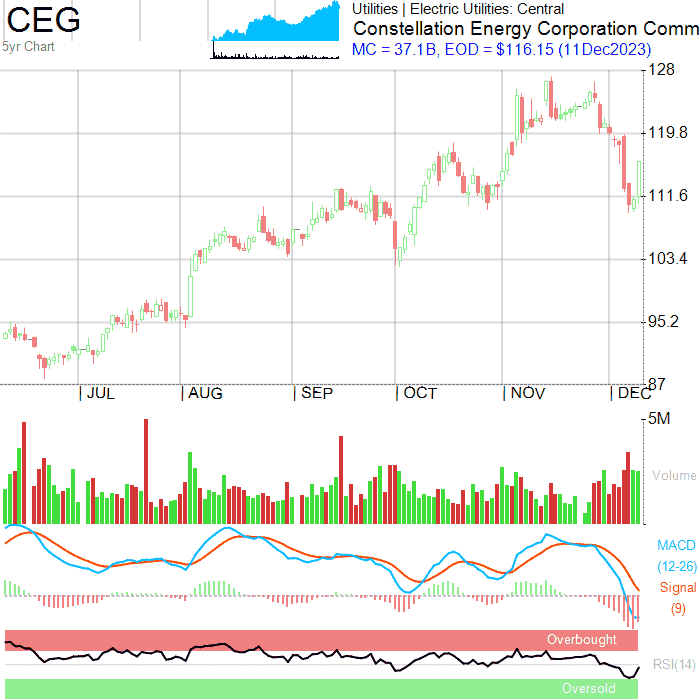 CEG
5yr Chart
Utilities | Electric Utilities: Central
Constellation Energy Corporation Comm
MC = 37.1B, EOD = $116.15 (11Dec2023)
128
119.8
111.6
103.4
95.2
87
| JUL | AUG | SEP | OCT | NOV | DEC
5M
Volume
MACD
(12-26)
Signal
(9)
Overbought
RSI(14)
Oversold